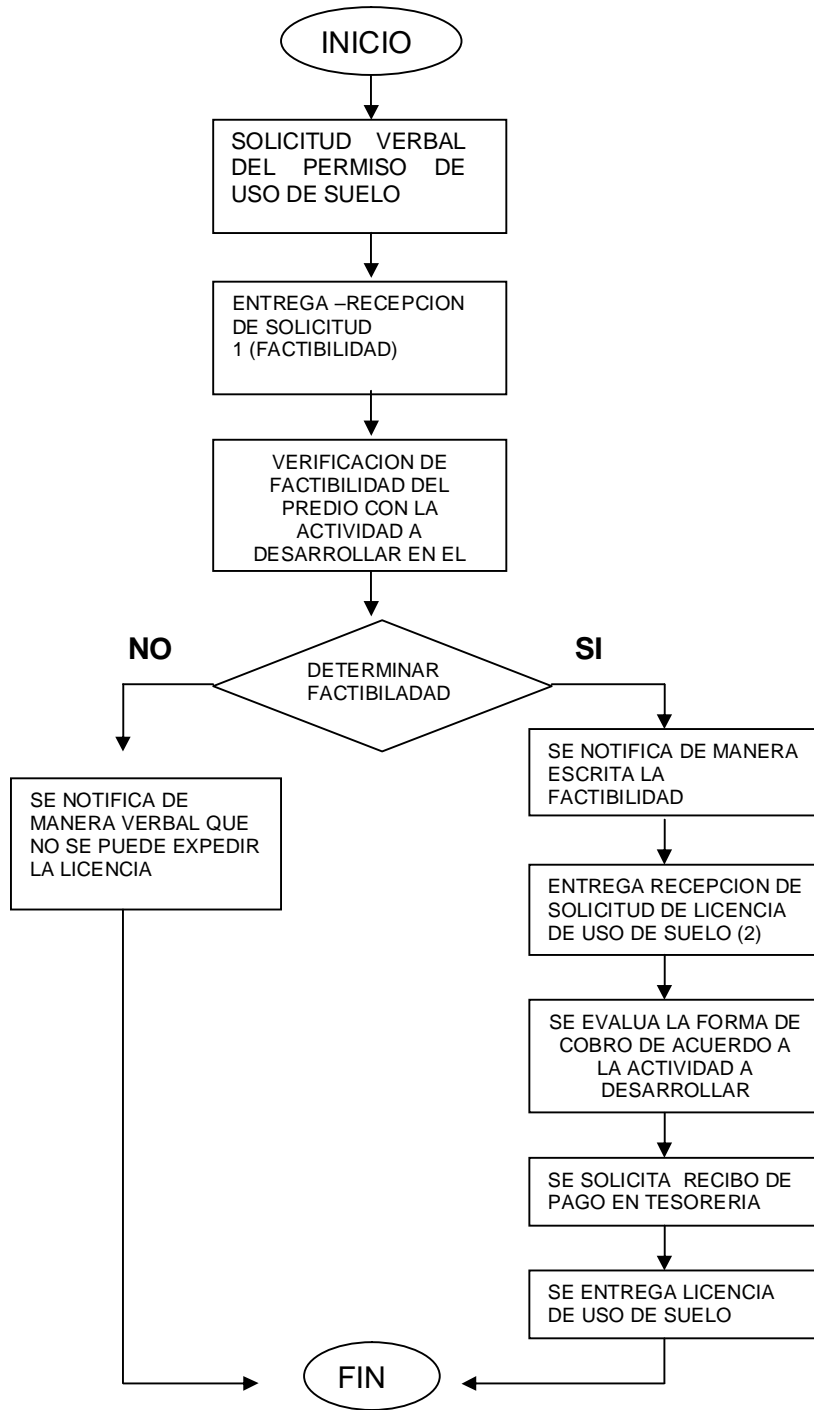 INICIO
SOLICITUD VERBAL
DEL PERMISO DE
USO DE SUELO
ENTREGA –RECEPCION
DE SOLICITUD
1 (FACTIBILIDAD)
VERIFICACION DE
FACTIBILIDAD DEL
PREDIO CON LA
ACTIVIDAD A
DESARROLLAR EN EL
NO
SI
DETERMINAR
FACTIBILADAD
SE NOTIFICA DE
MANERA VERBAL QUE
NO SE PUEDE EXPEDIR
LA LICENCIA
SE NOTIFICA DE MANERA
ESCRITA LA
FACTIBILIDAD
ENTREGA RECEPCION DE
SOLICITUD DE LICENCIA
DE USO DE SUELO (2)
SE EVALUA LA FORMA DE
COBRO DE ACUERDO A
LA ACTIVIDAD A
DESARROLLAR
SE SOLICITA RECIBO DE
PAGO EN TESORERIA
SE ENTREGA LICENCIA
DE USO DE SUELO
FIN